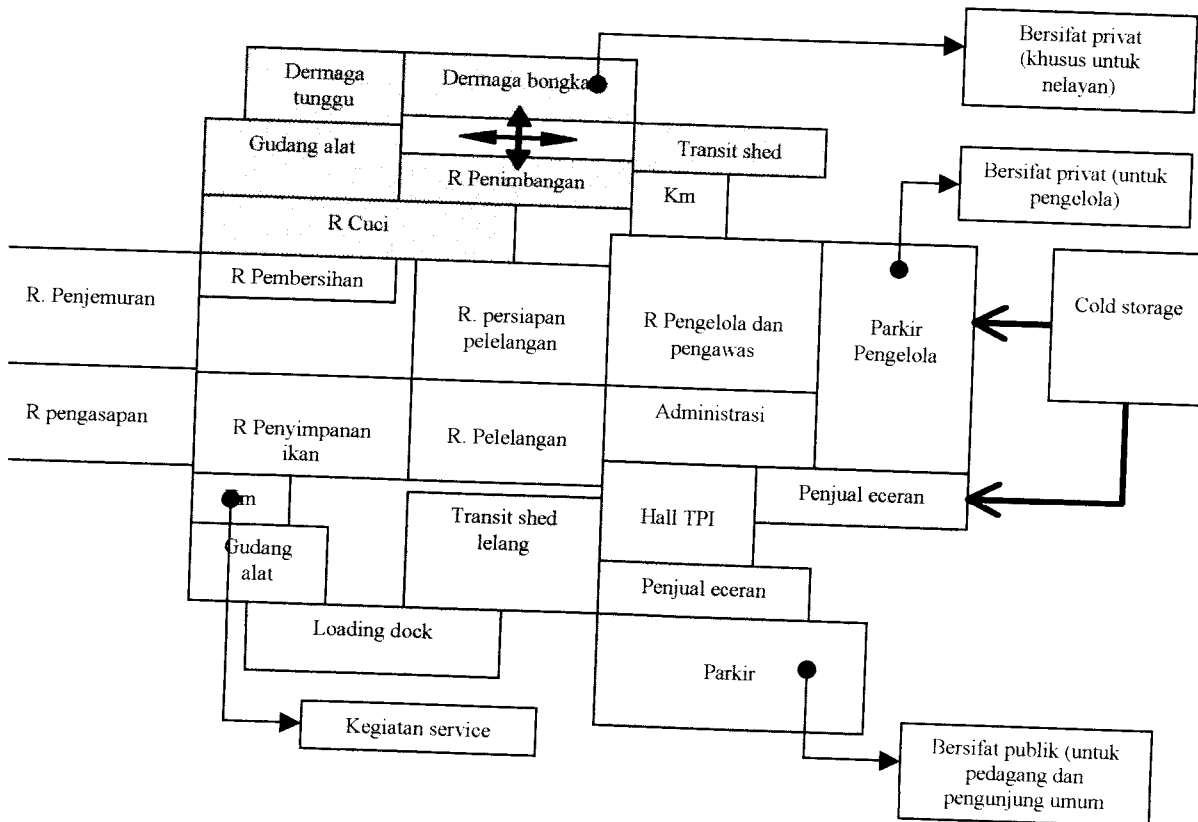 Bersifat privat
(khusus untuk
nelayan)
Dermaga
tunggu
Dermaga bongka
Gudang alat
Transit shed
R Penimbangan
Km
Bersifat privat (untuk
pengelola)
R Cuci
R Pembersihan
R. Penjemuran
R. persiapan
pelelangan
R Pengelola dan
pengawas
Parkir
Pengelola
Cold storage
R pengasapan
R Penyimpanan
ikan
R. Pelelangan
Administrasi
Penjual eceran
Transit shed
lelang
Hall TPI
Gudang
alat
Penjual eceran
Loading dock
Parkir
Kegiatan service
Bersifat publik (untuk
pedagang dan
pengunjung umum